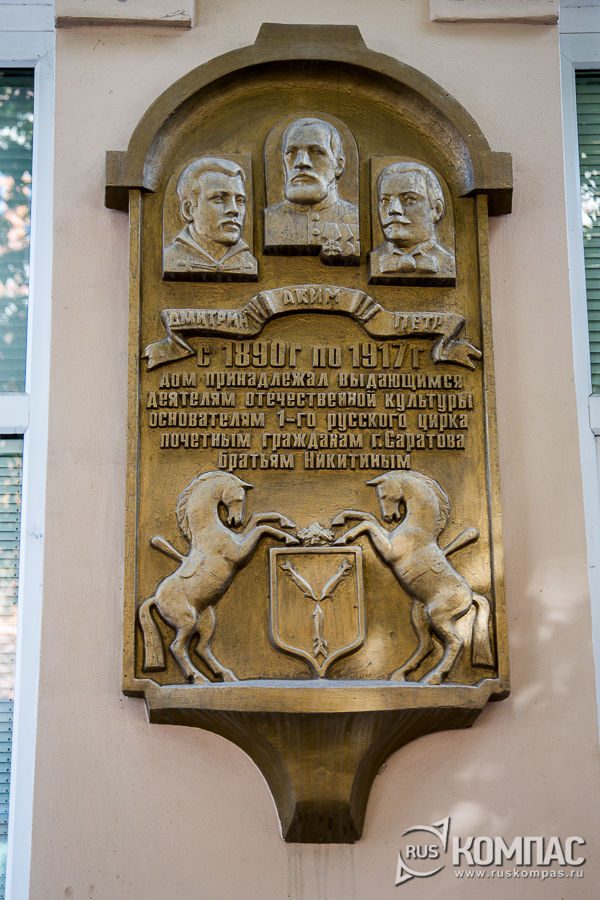 ДМИТРИЙ АКИМ ПЕТР
С 1890г по 1917г
дом принадлежал выдающимся
деятелям отечественной культуры
основателям 1-го русского цирка
почетным гражданам г.Саратова
братьям Никитиным
RUS КОМПАС
www.ruskompas.ru